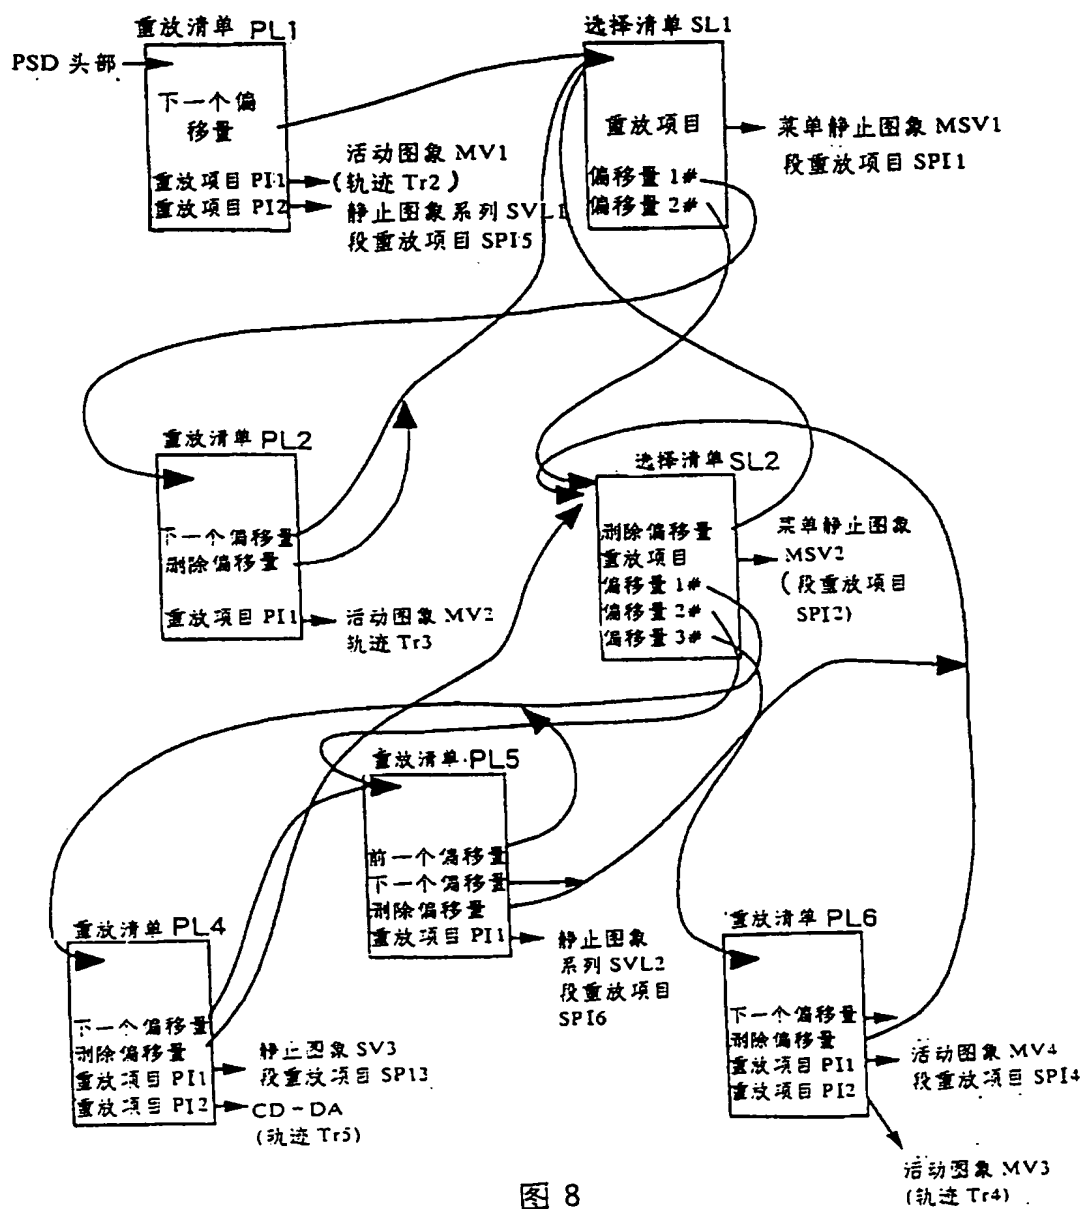 重放清单 PL1
PSD 头部
下一个偏
移量
重放项目 PI1
重放项目 PI2
活动图象 MV1
(轨迹 Tr2)
静止图象系列 SVL1
段重放项目 SPI5
选择清单 SL1
重放项目
偏移量 1#
偏移量 2#
菜单静止图象 MSV1
段重放项目 SPI1
重放清单 PL2
下一个偏移量
删除偏移量
重放项目 PI1
活动图象 MV2
轨迹 Tr3
选择清单 SL2
删除偏移量
重放项目
偏移量 1#
偏移量 2#
偏移量 3#
菜单静止图象
MSV2
(段重放项目
SPI2)
重放清单 PL5
前一个偏移量
下一个偏移量
删除偏移量
重放项目 PI1
静止图象
系列 SVL2
段重放项目
SPI6
重放清单 PL4
下一个偏移量
删除偏移量
重放项目 PI1
重放项目 PI2
静止图象 SV3
段重放项目 SP13
CD-DA
(轨迹 Tr5)
重放清单 PL6
下一个偏移量
删除偏移量
重放项目 PI1
重放项目 PI2
活动图象 MV4
段重放项目 SPI4
活动图象 MV3
(轨迹 Tr4)
图 8